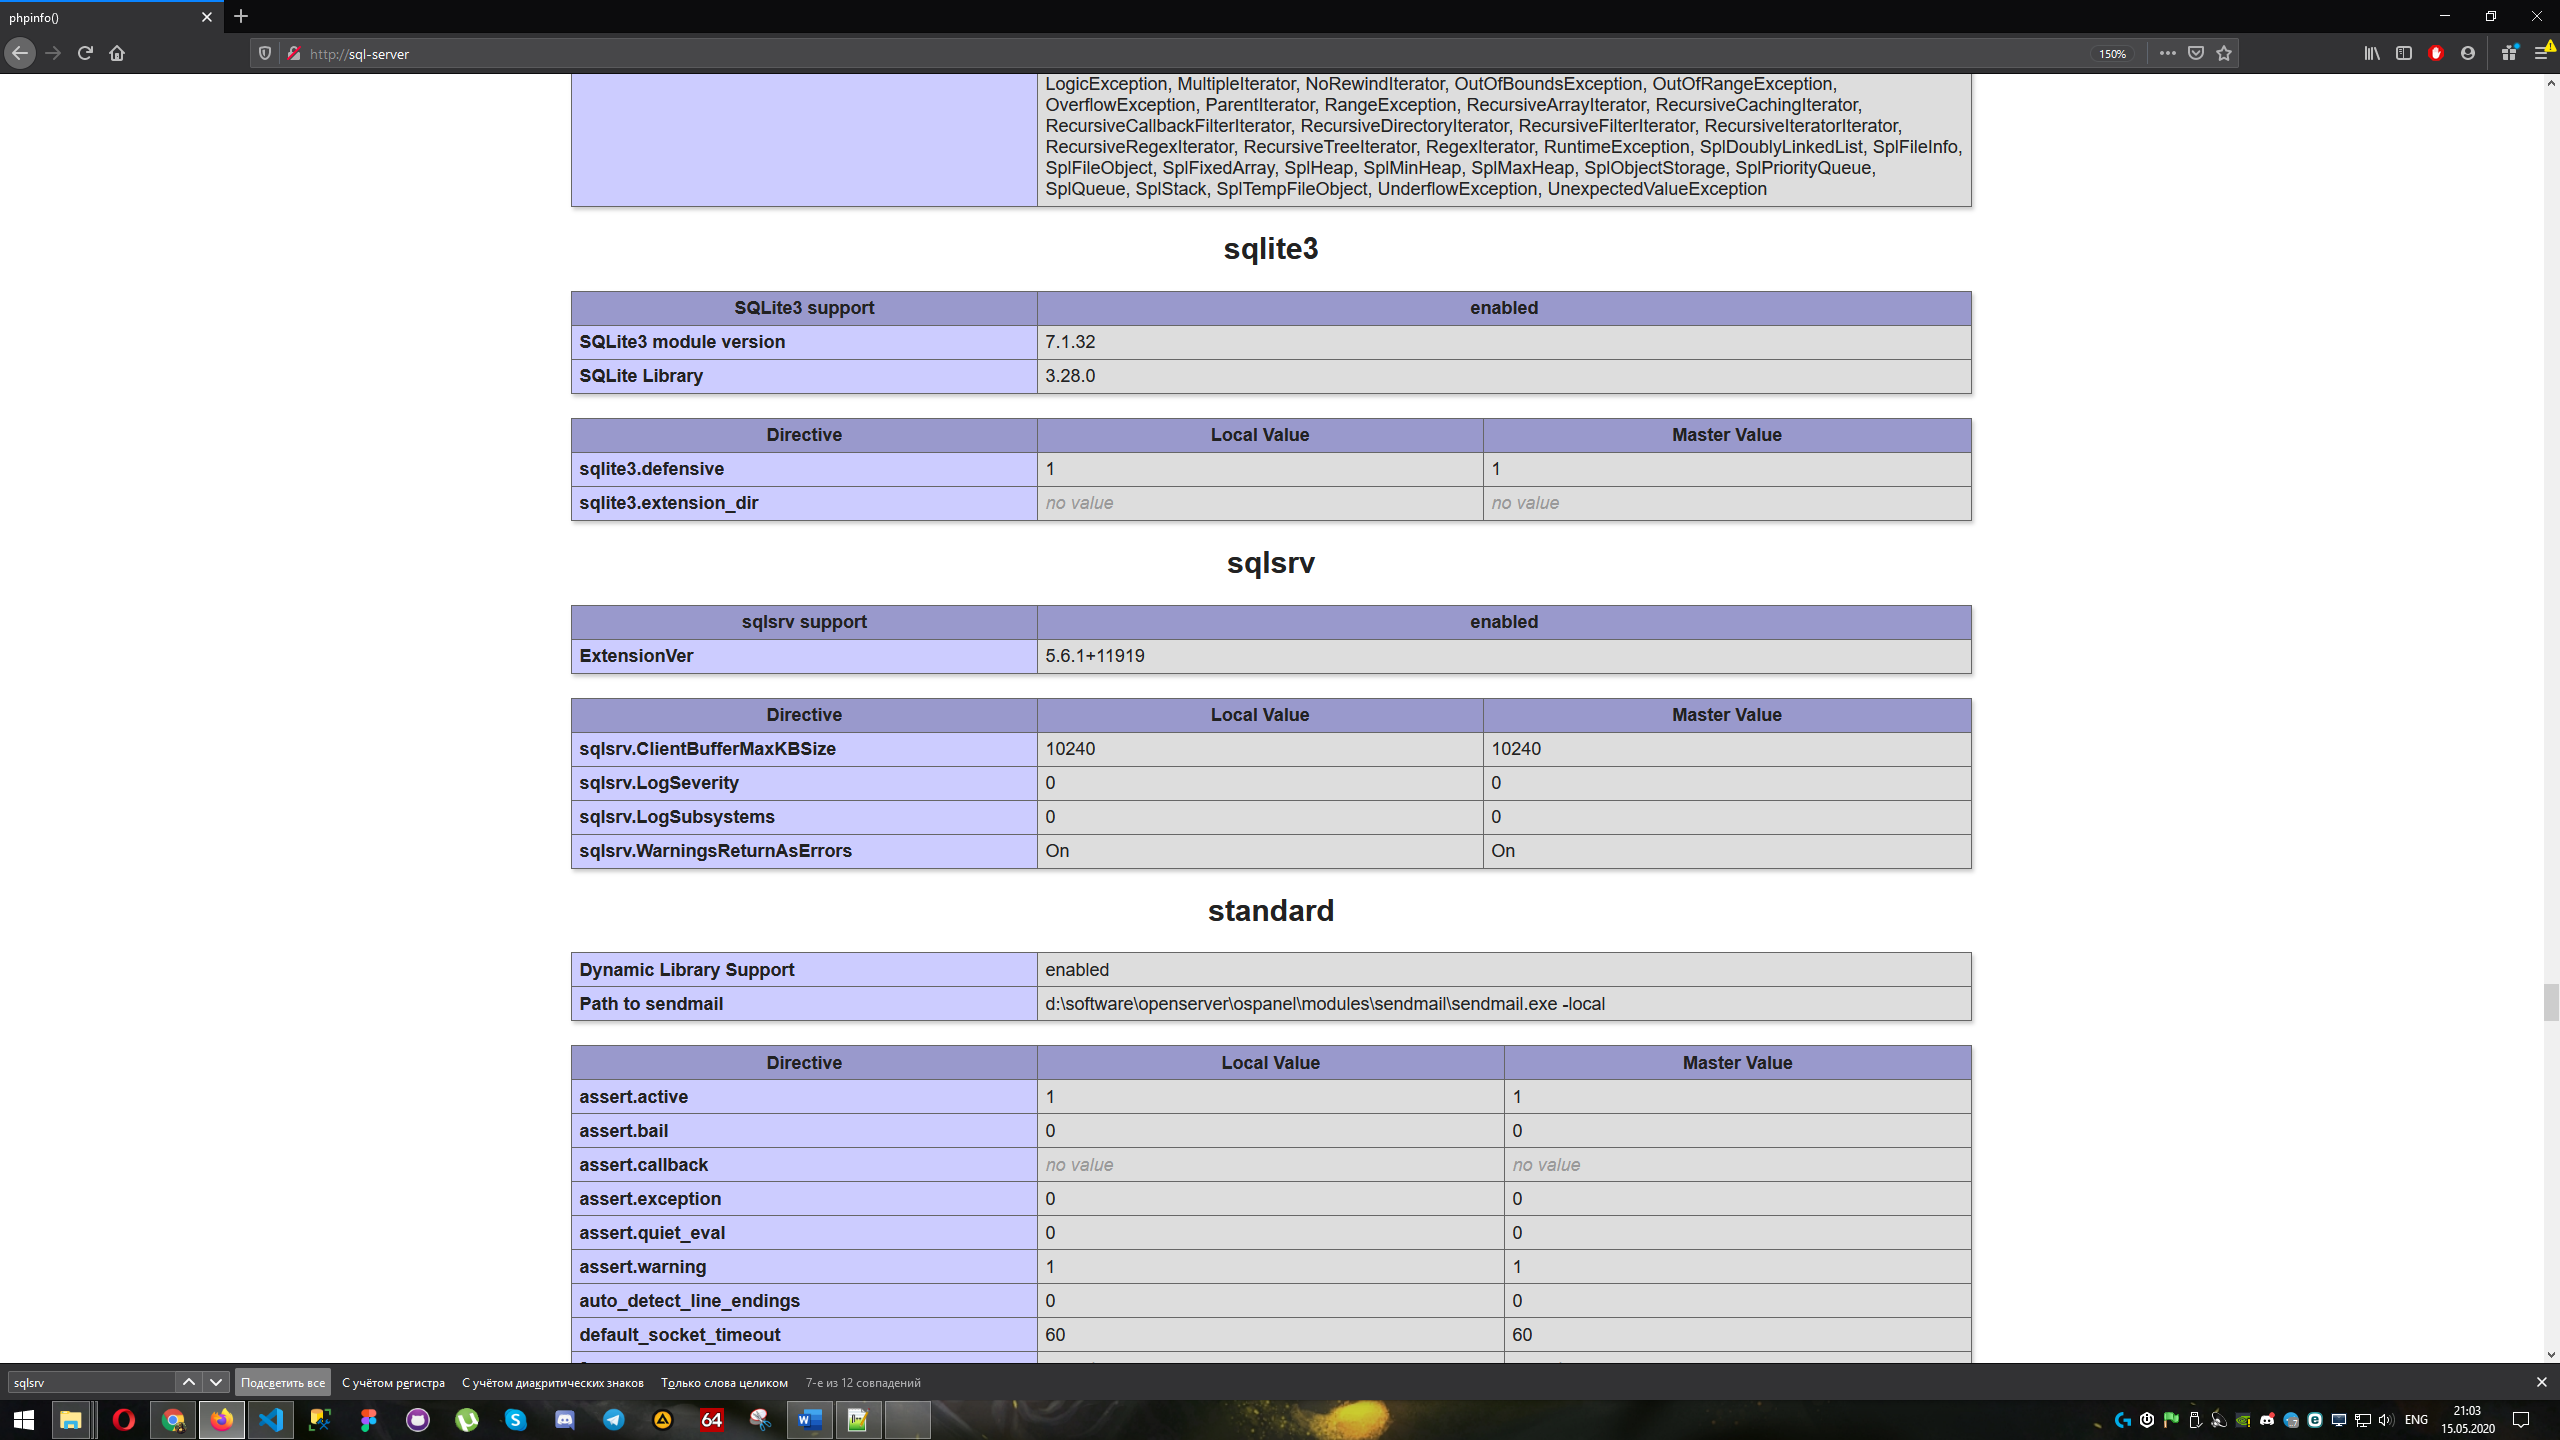 phpinfo()
http://sql-server
150%
LogicException, MultipleIterator, NoRewindIterator, OutOfBoundsException, OutOfRangeException,
OverflowException, ParentIterator, RangeException, RecursiveArrayIterator, RecursiveCachingIterator,
RecursiveCallbackFilterIterator, RecursiveDirectoryIterator, RecursiveFilterIterator, RecursiveIteratorIterator,
RecursiveRegexIterator, RecursiveTreeIterator, RegexIterator, RuntimeException, SplDoublyLinkedList, SplFileInfo,
SplFileObject, SplFixedArray, SplHeap, SplMinHeap, SplMaxHeap, SplObjectStorage, SplPriorityQueue,
SplQueue, SplStack, SplTempFileObject, UnderflowException, UnexpectedValueException
sqlite3
SQLite3 support enabled
SQLite3 module version 7.1.32
SQLite Library 3.28.0
Directive Local Value Master Value
sqlite3.defensive 1 1
sqlite3.extension_dir no value no value
sqlsrv
sqlsrv support enabled
ExtensionVer 5.6.1+11919
Directive Local Value Master Value
sqlsrv.ClientBufferMaxKBSize 10240 10240
sqlsrv.LogSeverity 0 0
sqlsrv.LogSubsystems 0 0
sqlsrv.WarningsReturnAsErrors On On
standard
Dynamic Library Support enabled
Path to sendmail d:\software\openserver\ospanel\modules\sendmail\sendmail.exe -local
Directive Local Value Master Value
assert.active 1 1
assert.bail 0 0
assert.callback no value no value
assert.exception 0 0
assert.quiet_eval 0 0
assert.warning 1 1
auto_detect_line_endings 0 0
default_socket_timeout 60 60
sqlsrv Подсветить все С учётом регистра С учётом диакритических знаков Только слова целиком 7-е из 12 совпадений
64
ENG
21:03
15.05.2020